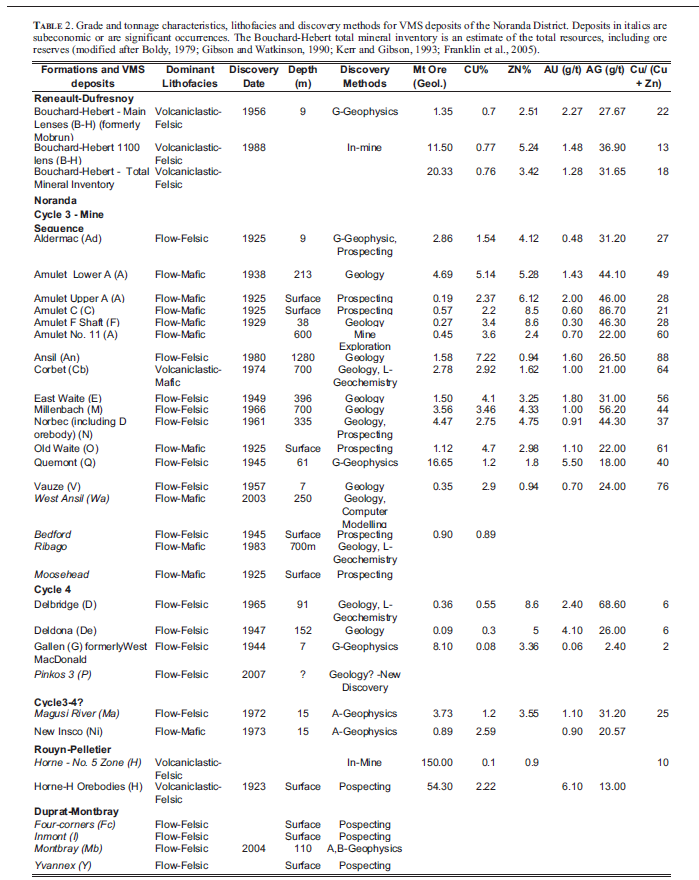 TABLE 2. Grade and tonnage characteristics, lithofacies and discovery methods for VMS deposits of the Noranda District. Deposits in italics are
subeconomic or are significant occurrences. The Bouchard-Hebert total mineral inventory is an estimate of the total resources, including ore
reserves (modified after Boldy, 1979; Gibson and Watkinson, 1990; Kerr and Gibson, 1993; Franklin et al., 2005).
Formations and VMS Dominant Discovery Depth Discovery Mt Ore CU% ZN% AU (g/t) AG (g/t) Cu/ (Cu
deposits Lithofacies Date (m) Methods (Geol.) + Zn)
Reneault-Dufresnoy
Bouchard-Hebert - Main Volcaniclastic- 1956 9 G-Geophysics 1.35 0.7 2.51 2.27 27.67 22
Lenses (B-H) (formerly Felsic
Mobrun)
Bouchard-Hebert 1100 Volcaniclastic- 1988 In-mine 11.50 0.77 5.24 1.48 36.90 13
lens (B-H) Felsic
Bouchard-Hebert - Total Volcaniclastic- 20.33 0.76 3.42 1.28 31.65 18
Mineral Inventory Felsic
Noranda
Cycle 3 - Mine
Sequence
Aldermac (Ad) Flow-Felsic 1925 9 G-Geophysic, 2.86 1.54 4.12 0.48 31.20 27
Prospecting
Amulet Lower A (A) Flow-Mafic 1938 213 Geology 4.69 5.14 5.28 1.43 44.10 49
Amulet Upper A (A) Flow-Mafic 1925 Surface Prospecting 0.19 2.37 6.12 2.00 46.00 28
Amulet C (C) Flow-Mafic 1925 Surface Prospecting 0.57 2.2 8.5 0.60 86.70 21
Amulet F Shaft (F) Flow-Mafic 1929 38 Geology 0.27 3.4 8.6 0.30 46.30 28
Amulet No. 11 (A) Flow-Mafic 600 Mine 0.45 3.6 2.4 0.70 22.00 60
Exploration
Ansil (An) Flow-Felsic 1980 1280 Geology 1.58 7.22 0.94 1.60 26.50 88
Corbet (Cb) Volcaniclastic- 1974 700 Geology, L- 2.78 2.92 1.62 1.00 21.00 64
Mafic Geochemistry
East Waite (E) Flow-Felsic 1949 396 Geology 1.50 4.1 3.25 1.80 31.00 56
Millenbach (M) Flow-Felsic 1966 700 Geology 3.56 3.46 4.33 1.00 56.20 44
Norbec (including D Flow-Felsic 1961 335 Geology, 4.47 2.75 4.75 0.91 44.30 37
orebody) (N) Prospecting
Old Waite (O) Flow-Mafic 1925 Surface Prospecting 1.12 4.7 2.98 1.10 22.00 61
Quemont (Q) Flow-Felsic 1945 61 G-Geophysics 16.65 1.2 1.8 5.50 18.00 40
Vauze (V) Flow-Felsic 1957 7 Geology 0.35 2.9 0.94 0.70 24.00 76
West Ansil (Wa) Flow-Mafic 2003 250 Geology,
Computer
Modelling
Bedford Flow-Felsic 1945 Surface Prospecting 0.90 0.89
Ribago Flow-Mafic 1983 700m Geology, L-
Geochemistry
Moosehead Flow-Mafic 1925 Surface Prospecting
Cycle 4
Delbridge (D) Flow-Felsic 1965 91 Geology, L- 0.36 0.55 8.6 2.40 68.60 6
Geochemistry
Deldona (De) Flow-Felsic 1947 152 Geology 0.09 0.3 5 4.10 26.00 6
Gallen (G) formerlyWest Flow-Felsic 1944 7 G-Geophysics 8.10 0.08 3.36 0.06 2.40 2
MacDonald
Pinkos 3 (P) Flow-Felsic 2007 ? Geology? -New
Discovery
Cycle3-4?
Magusi River (Ma) Flow-Felsic 1972 15 A-Geophysics 3.73 1.2 3.55 1.10 31.20 25
New Insco (Ni) Flow-Mafic 1973 15 A-Geophysics 0.89 2.59 0.90 20.57
Rouyn-Pelletier
Horne - No. 5 Zone (H) Volcaniclastic- In-Mine 150.00 0.1 0.9 10
Felsic
Horne-H Orebodies (H) Volcaniclastic- 1923 Surface Pospecting 54.30 2.22 6.10 13.00
Felsic
Duprat-Montbray
Four-corners (Fc) Flow-Felsic Surface Pospecting
Inmont (I) Flow-Felsic Surface Pospecting
Montbray (Mb) Flow-Felsic 2004 110 A,B-Geophysics
Yvannex (Y) Flow-Felsic Surface Pospecting